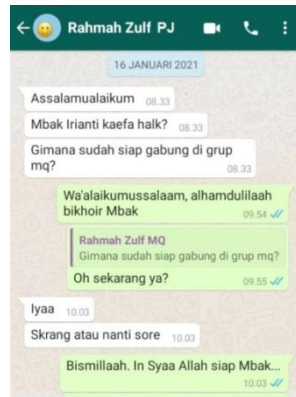 Rahmah Zulf PJ
16 JANUARI 2021
Assalamualaikum 08.33
Mbak Irianti kaefa halk? 08.33
Gimana sudah siap gabung di grup
mq? 08.33
Wa'alaikumussalaam, alhamdulilaah
bikhoir Mbak 09.54
Rahmah Zulf MQ
Gimana sudah siap gabung di grup mq?
Oh sekarang ya? 09.55
Iyaa 10.03
Skrang atau nanti sore 10.03
Bismillaah. In Syaa Allah siap Mbak...
10.03